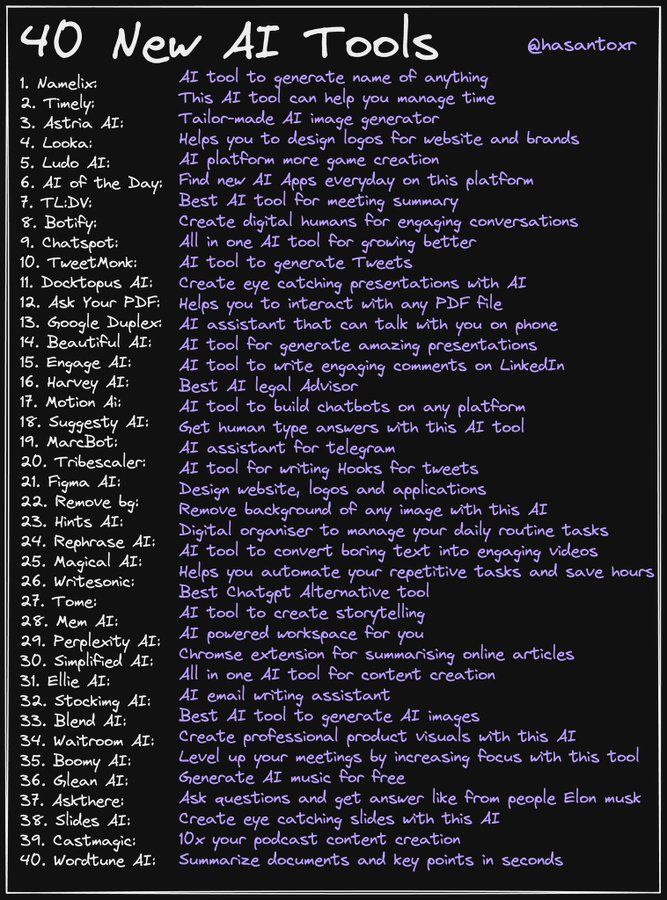 40 New AI Tools
@hasantoxr
1. Namelix: AI tool to generate name of anything
2. Timely: This AI tool can help you manage time
3. Astria AI: Tailor-made AI image generator
4. Looka: Helps you to design logos for website and brands
5. Ludo AI: AI platform more game creation
6. AI of the Day: Find new AI Apps everyday on this platform
7. TL;DV: Best AI tool for meeting summary
8. Botify: Create digital humans for engaging conversations
9. Chatspot: All in one AI tool for growing better
10. TweetMonk: AI tool to generate Tweets
11. Docktopus AI: Create eye catching presentations with AI
12. Ask Your PDF: Helps you to interact with any PDF file
13. Google Duplex: AI assistant that can talk with you on phone
14. Beautiful AI: AI tool for generate amazing presentations
15. Engage AI: AI tool to write engaging comments on LinkedIn
16. Harvey AI: Best AI legal Advisor
17. Motion Ai: AI tool to build chatbots on any platform
18. Suggesty AI: Get human type answers with this AI tool
19. MarcBot: AI assistant for telegram
20. Tribescaler: AI tool for writing Hooks for tweets
21. Figma AI: Design website, logos and applications
22. Remove bg: Remove background of any image with this AI
23. Hints AI: Digital organiser to manage your daily routine tasks
24. Rephrase AI: AI tool to convert boring text into engaging videos
25. Magical AI: Helps you automate your repetitive tasks and save hours
26. Writesonic: Best Chatgpt Alternative tool
27. Tome: AI tool to create storytelling
28. Mem AI: AI powered workspace for you
29. Perplexity AI: Chromse extension for summarising online articles
30. Simplified AI: All in one AI tool for content creation
31. Ellie AI: AI email writing assistant
32. Stocking AI: Best AI tool to generate AI images
33. Blend AI: Create professional product visuals with this AI
34. Waitroom AI: Level up your meetings by increasing focus with this tool
35. Boomy AI: Generate AI music for free
36. Glean AI: Ask questions and get answer like from people Elon musk
37. Askthere: Create eye catching slides with this AI
38. Slides AI: 10x your podcast content creation
39. Castmagic: Summarize documents and key points in seconds
40. Wordtune AI: